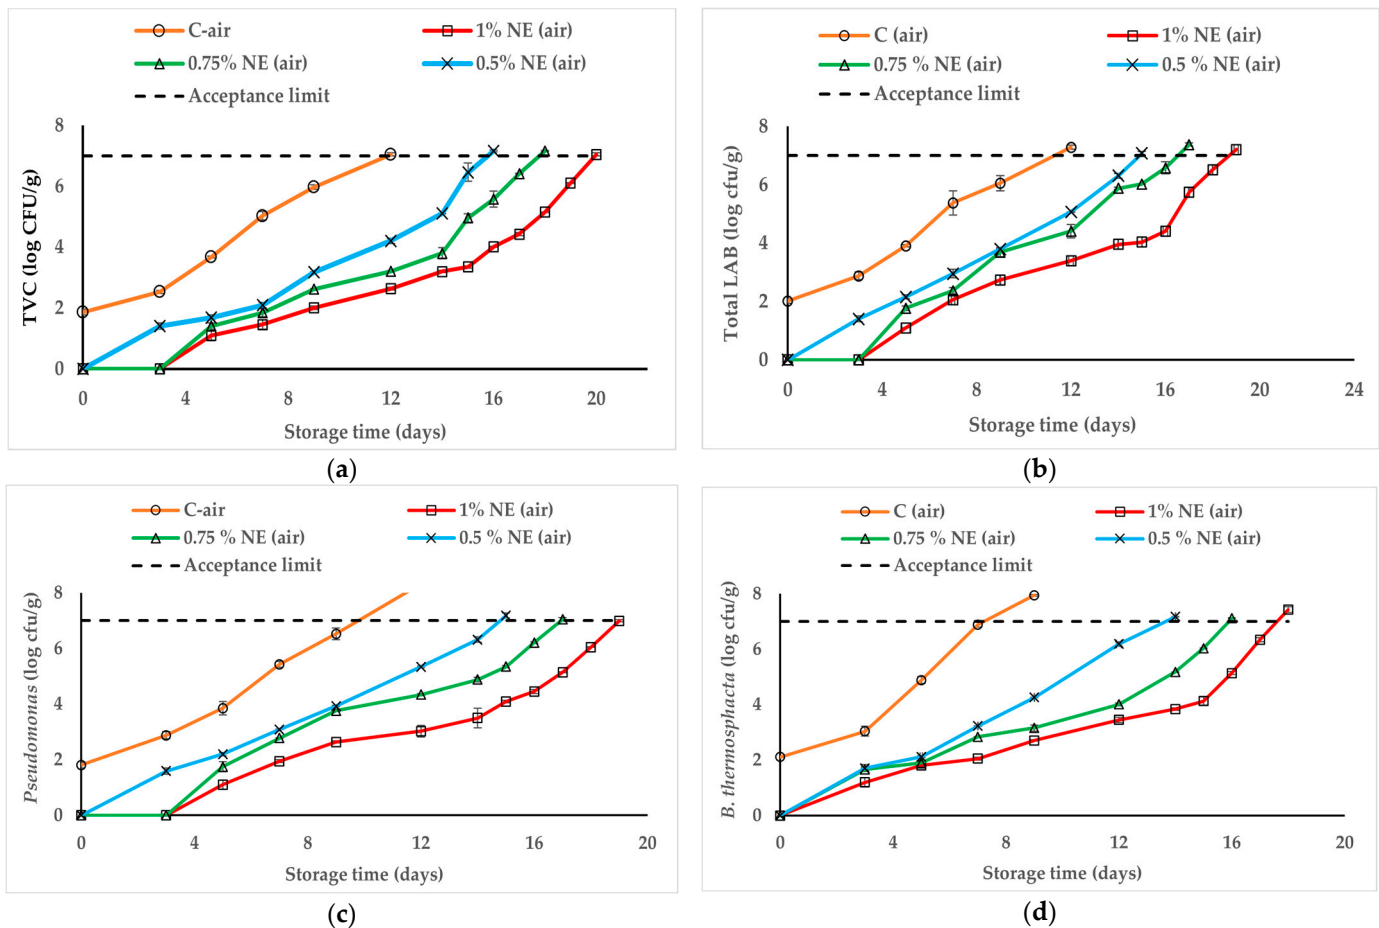 C-air
1% NE (air)
0.75% NE (air)
0.5% NE (air)
Acceptance limit
TVC (log CFU/g)
8
6
4
2
0
0 4 8 12 16 20
Storage time (days)
(a)
C (air)
1% NE (air)
0.75 % NE (air)
0.5 % NE (air)
Acceptance limit
Total LAB (log cfu/g)
8
6
4
2
0
0 4 8 12 16 20 24
Storage time (days)
(b)
C-air
1% NE (air)
0.75 % NE (air)
0.5 % NE (air)
Acceptance limit
Pseudomonas (log cfu/g)
8
6
4
2
0
0 4 8 12 16 20
Storage time (days)
(c)
C (air)
1% NE (air)
0.75 % NE (air)
0.5 % NE (air)
Acceptance limit
B. thermosphacta (log cfu/g)
8
6
4
2
0
0 4 8 12 16 20
Storage time (days)
(d)